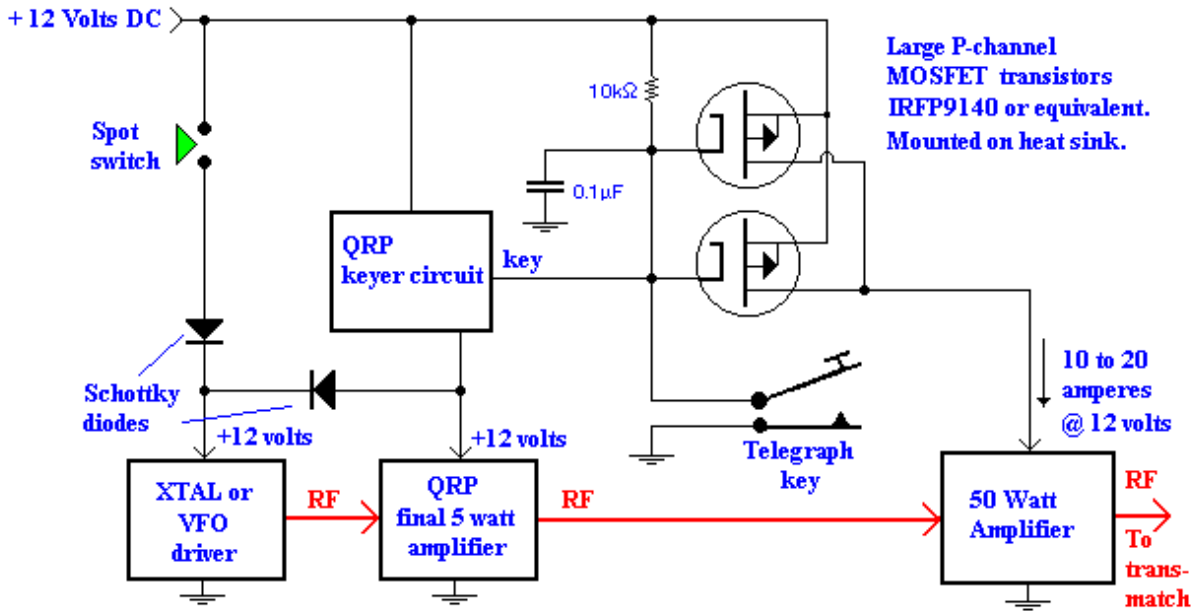 +12 Volts DC
Large P-channel
MOSFET transistors
IRFP9140 or equivalent.
Mounted on heat sink.
10kΩ
Spot
switch
0.1µF
QRP
keyer circuit
key
Schottky
diodes
10 to 20
amperes
@ 12 volts
+12 volts
+12 volts
Telegraph
key
XTAL or
VFO
driver
RF
QRP
final 5 watt
amplifier
RF
50 Watt
Amplifier
RF
To
trans-
match